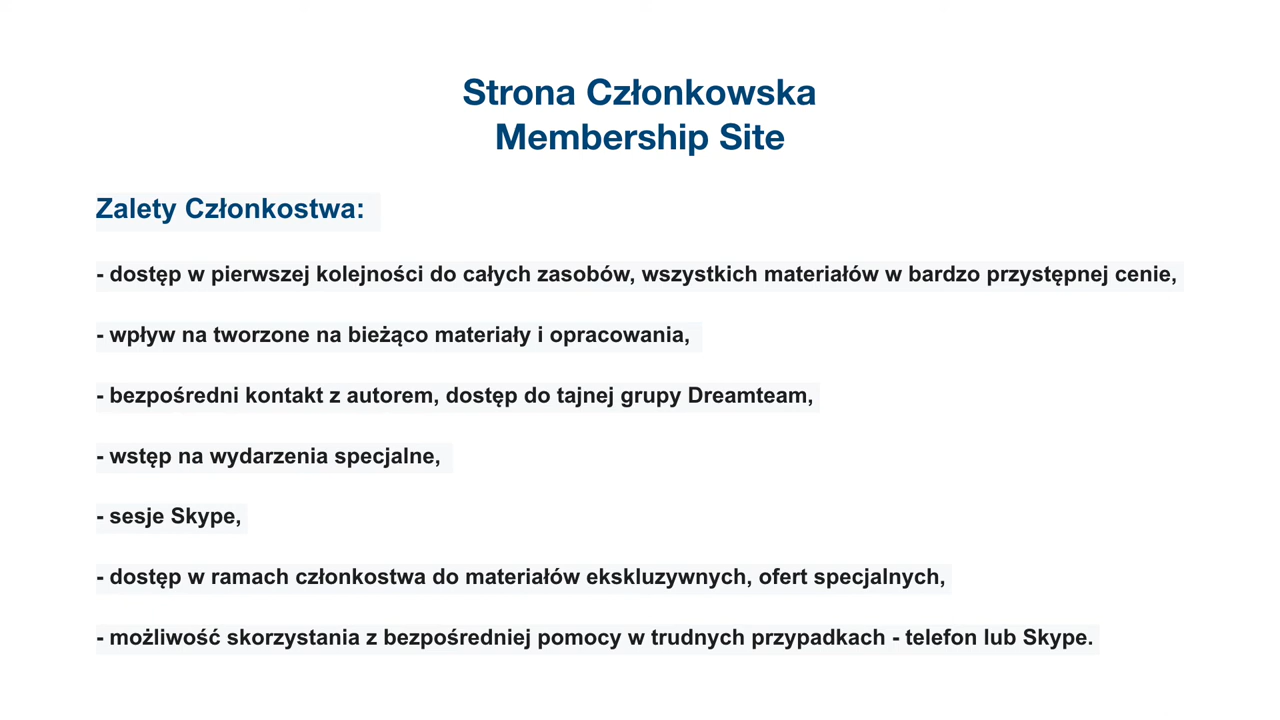 Strona Członkowska
Membership Site
Zalety Członkostwa:
- dostęp w pierwszej kolejności do całych zasobów, wszystkich materiałów w bardzo przystępnej cenie,
- wpływ na tworzone na bieżąco materiały i opracowania,
- bezpośredni kontakt z autorem, dostęp do tajnej grupy Dreamteam,
- wstęp na wydarzenia specjalne,
- sesje Skype,
- dostęp w ramach członkostwa do materiałów ekskluzywnych, ofert specjalnych,
- możliwość skorzystania z bezpośredniej pomocy w trudnych przypadkach - telefon lub Skype.